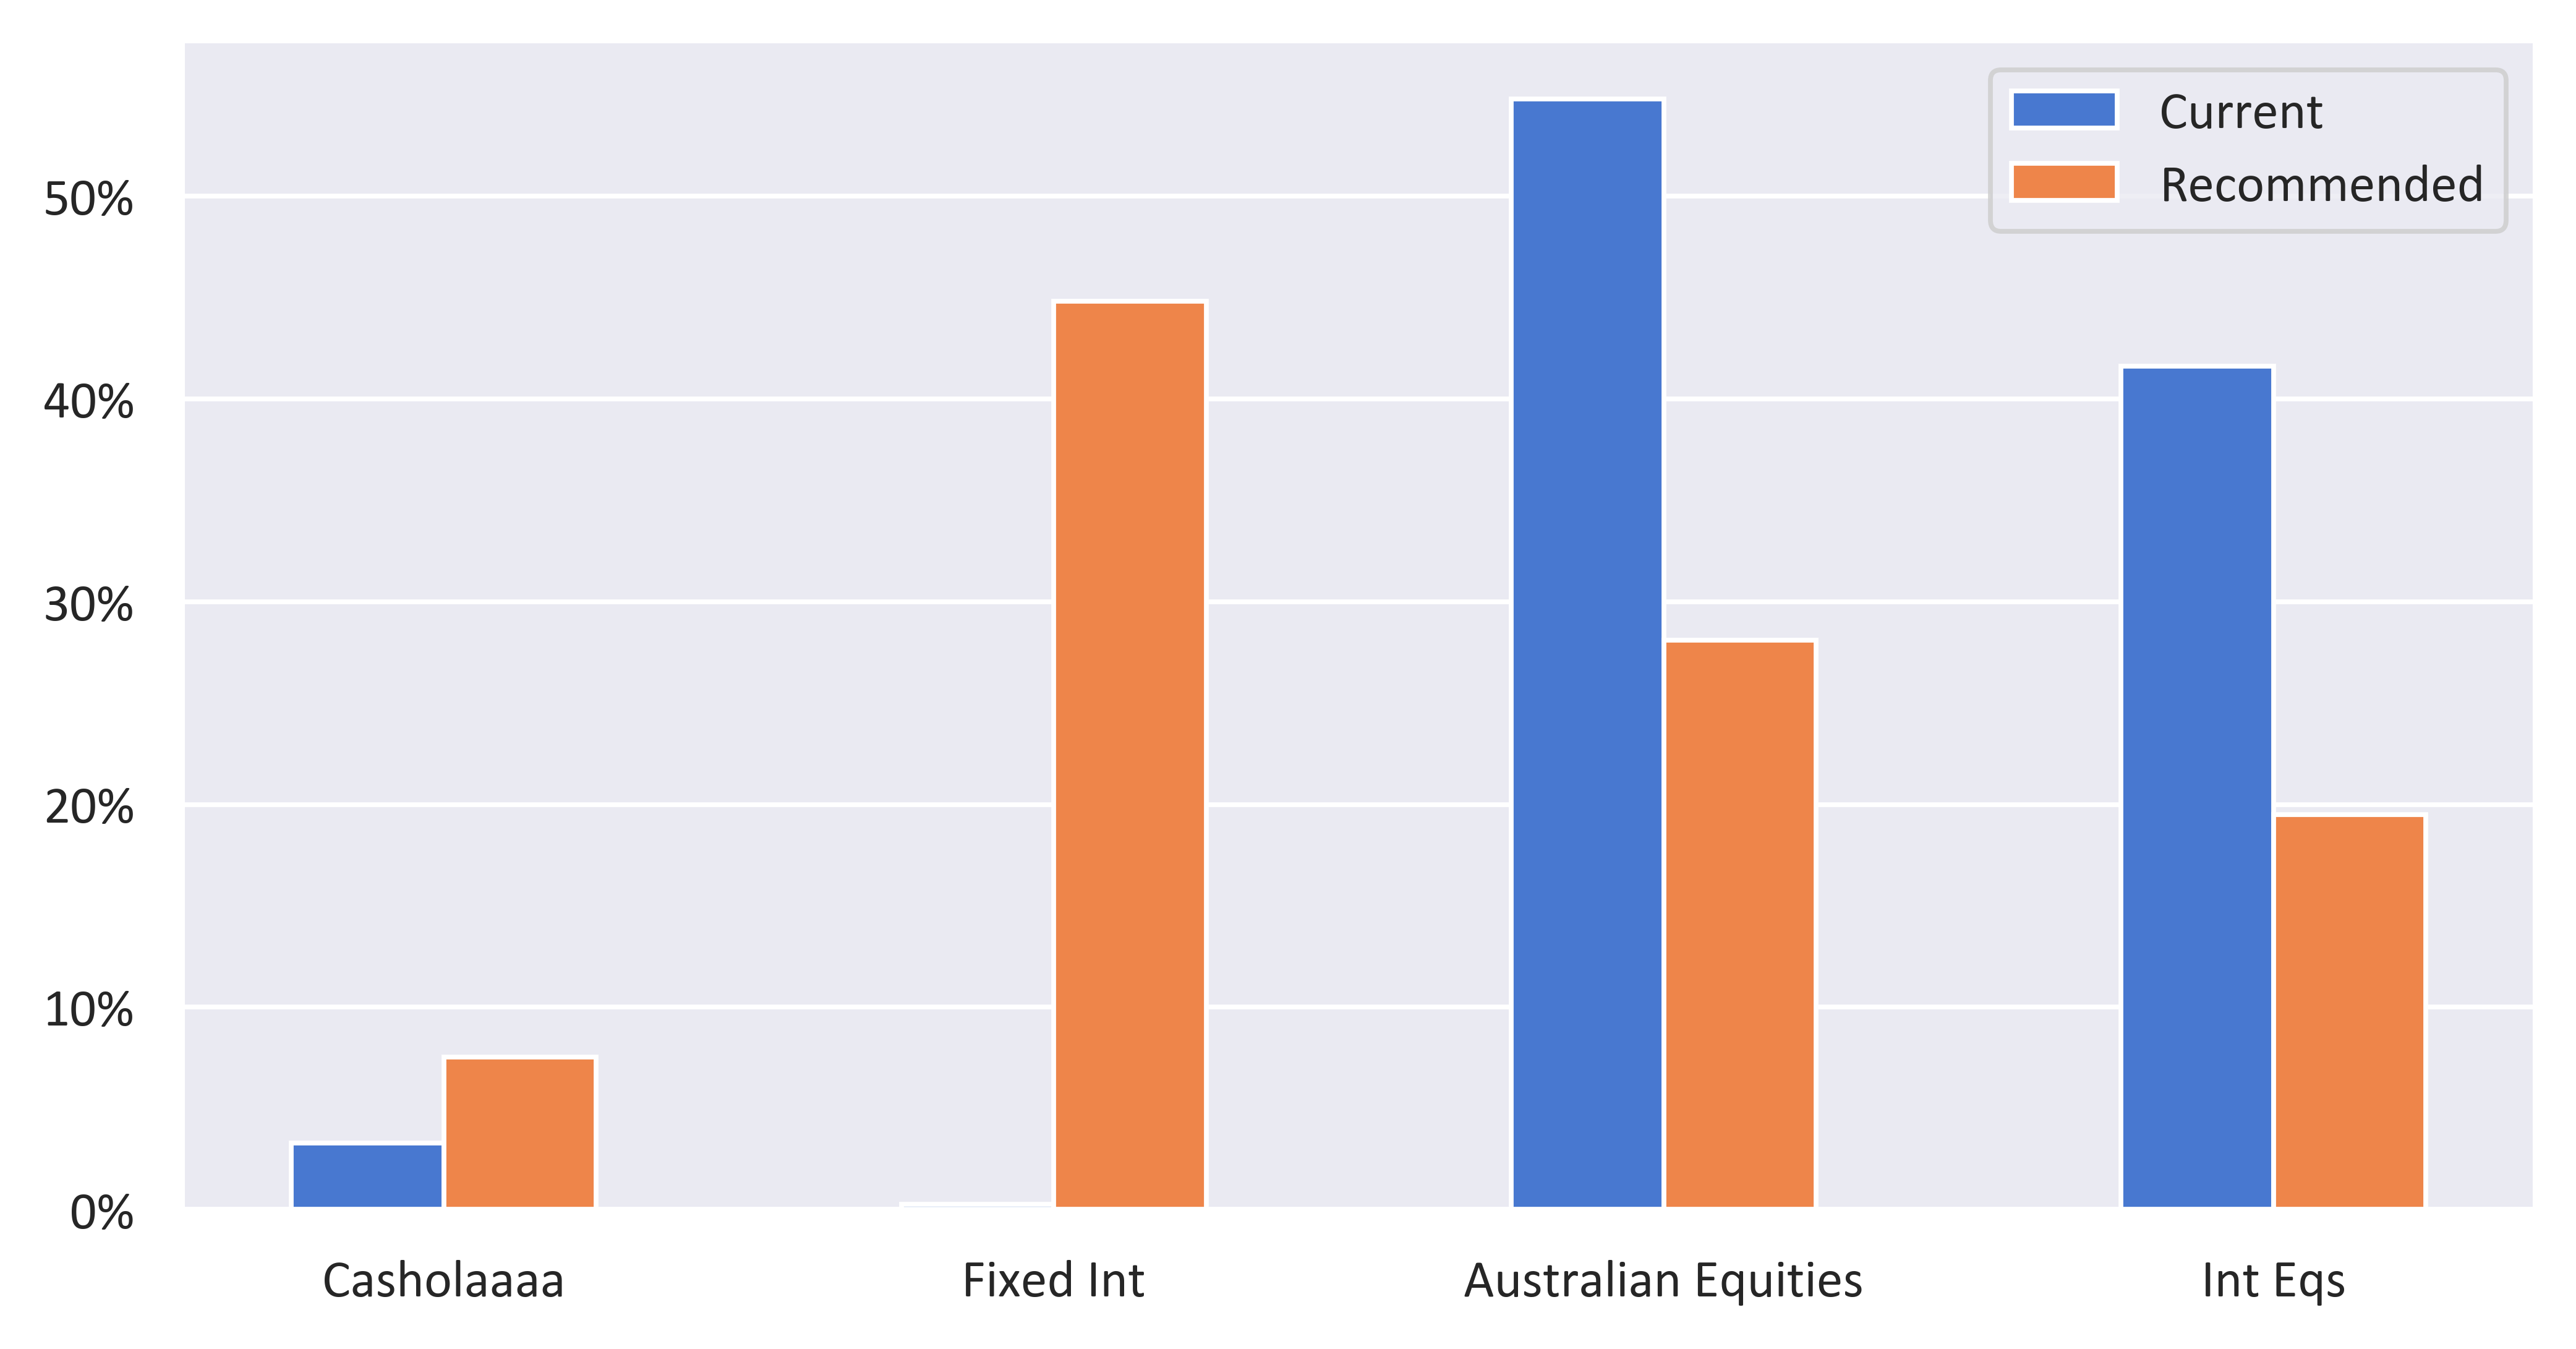 Current
Recommended
50%
40%
30%
20%
10%
0%
Casholaaaa
Fixed Int
Australian Equities
Int Eqs